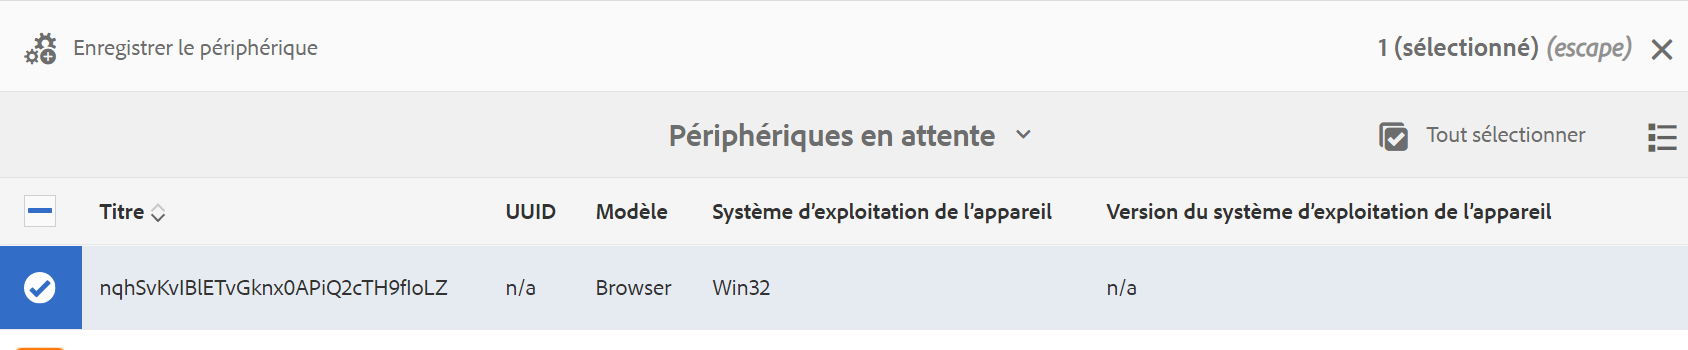 Enregistrer le périphérique
1 (sélectionné) (escape)
Périphériques en attente
Tout sélectionner
Titre UUID Modèle Système d’exploitation de l’appareil Version du système d’exploitation de l’appareil
nqhSvKvIBlETvGknx0APiQ2cTH9fIoLZ n/a Browser Win32 n/a